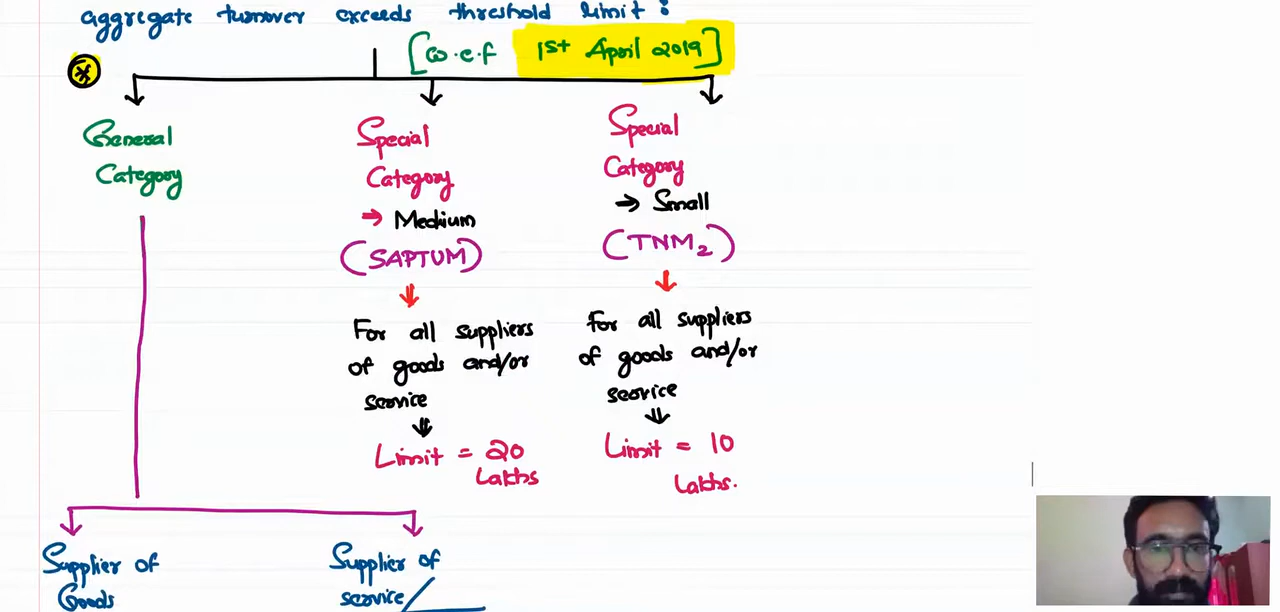 aggregate turnover exceeds threshold limit:
[w.e.f 1st April 2019]
General
Category
Special
Category
→ Medium
(SAPTUM)
For all suppliers
of goods and/or
service
Limit = 20
Lakhs
Special
Category
→ Small
(TNM2)
For all suppliers
of goods and/or
service
Limit = 10
Lakhs.
Supplier of
Goods
Supplier of
service/